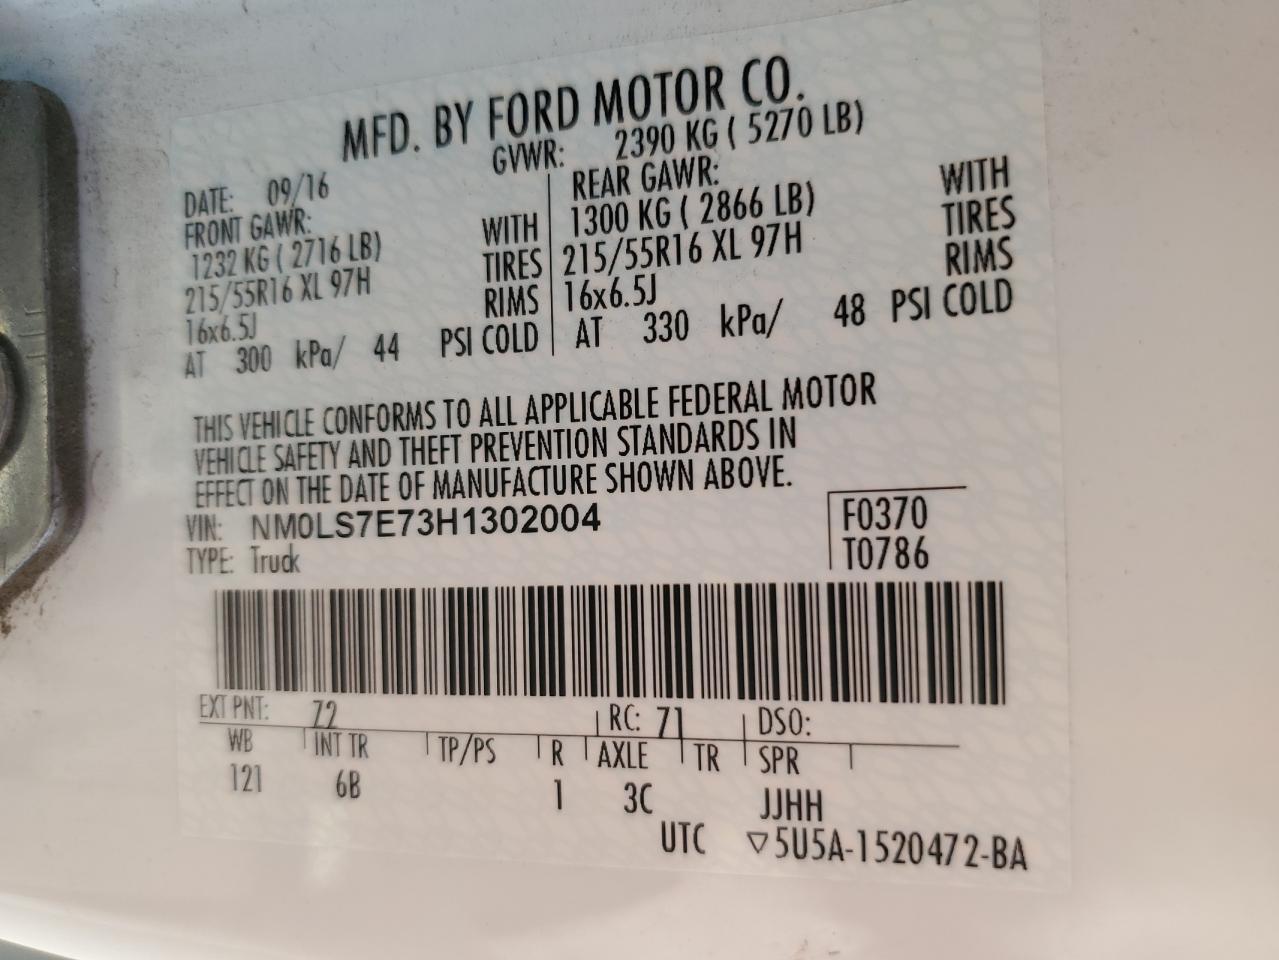 MFD. BY FORD MOTOR CO.
DATE: 09/16 GVWR: 2390 KG ( 5270 LB)
FRONT GAWR: REAR GAWR:
1232 KG ( 2716 LB) WITH 1300 KG ( 2866 LB) WITH
215/55R16 XL 97H TIRES 215/55R16 XL 97H TIRES
16x6.5J RIMS 16x6.5J RIMS
AT 300 kPa/ 44 PSI COLD AT 330 kPa/ 48 PSI COLD
THIS VEHICLE CONFORMS TO ALL APPLICABLE FEDERAL MOTOR
VEHICLE SAFETY AND THEFT PREVENTION STANDARDS IN
EFFECT ON THE DATE OF MANUFACTURE SHOWN ABOVE.
VIN: NM0LS7E73H1302004 F0370
TYPE: Truck T0786
EXT PNT: 72 RC: 71 DSO:
WB INT TR TP/PS R AXLE TR SPR
121 6B 1 3C JJHH
UTC ▽5U5A-1520472-BA